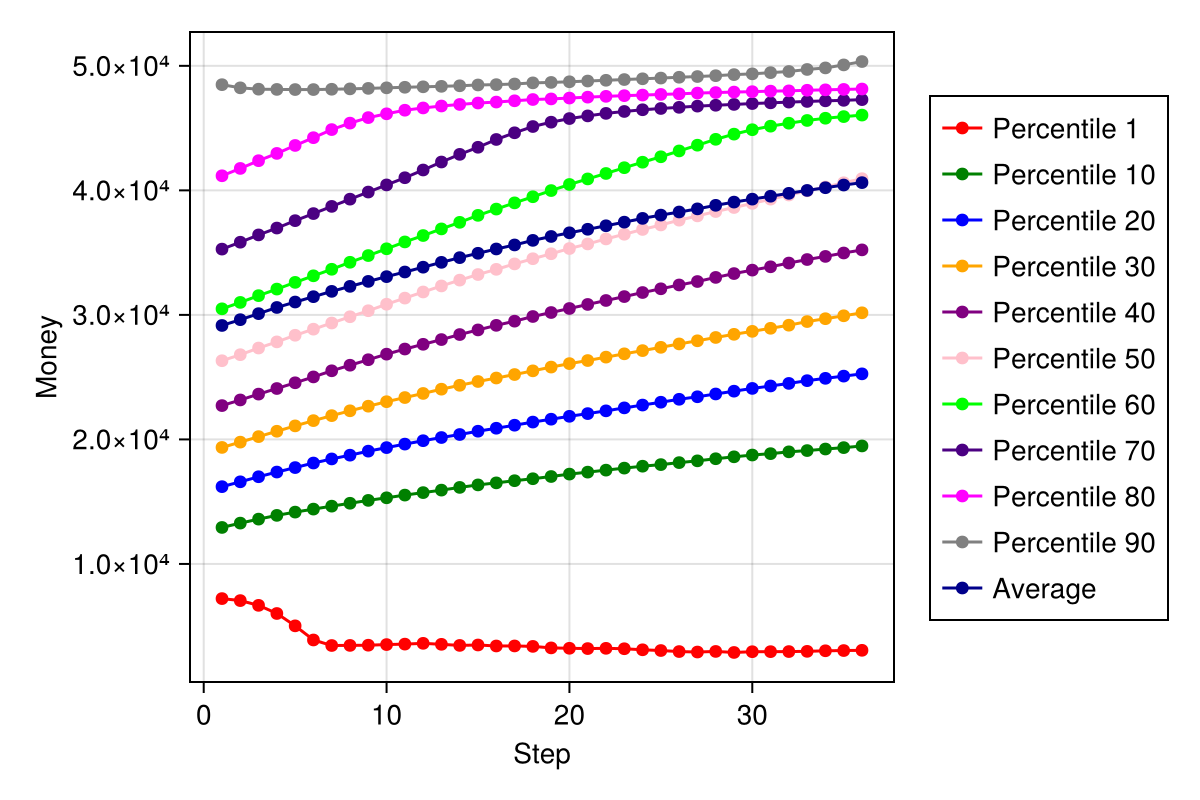 5.0×10⁴
4.0×10⁴
3.0×10⁴
2.0×10⁴
1.0×10⁴
Money
0
10
20
30
Step
Percentile 1
Percentile 10
Percentile 20
Percentile 30
Percentile 40
Percentile 50
Percentile 60
Percentile 70
Percentile 80
Percentile 90
Average